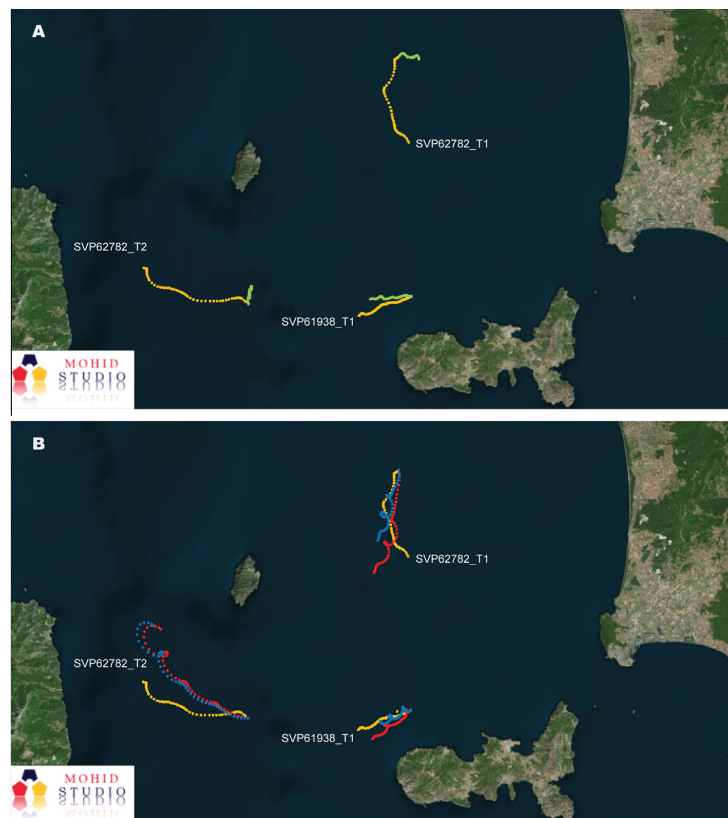 A
SVP62782_T1
SVP62782_T2
SVP61938_T1
MOHID
STUDIO
B
SVP62782_T1
SVP62782_T2
SVP61938_T1
MOHID
STUDIO